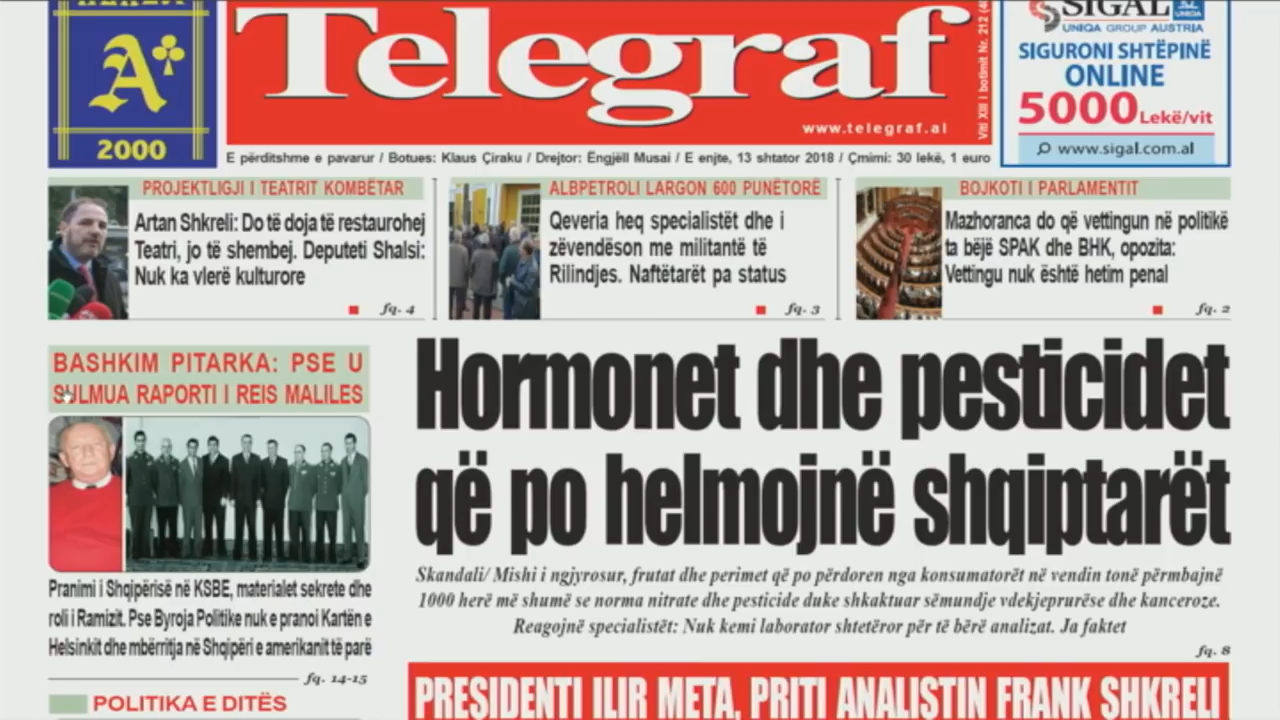 A
2000
Telegraf
www.telegraf.al
Viti XIII i botimit Nr. 212
SIGAL
UNIQA GROUP AUSTRIA
SIGURONI SHTËPINË
ONLINE
5000 Lekë/vit
www.sigal.com.al
E përditshme e pavarur / Botues: Klaus Çiraku / Drejtor: Ëngjëll Musai / E enjte, 13 shtator 2018 / Çmimi: 30 lekë, 1 euro
PROJEKTLIGJI I TEATRIT KOMBËTAR
Artan Shkreli: Do të doja të restaurohej
Teatri, jo të shembej. Deputeti Shalsi:
Nuk ka vlerë kulturore
fq. 4
ALBPETROLI LARGON 600 PUNËTORË
Qeveria heq specialistët dhe i
zëvendëson me militantë të
Rilindjes. Naftëtarët pa status
fq. 3
BOJKOTI I PARLAMENTIT
Mazhoranca do që vettingun në politikë
ta bëjë SPAK dhe BHK, opozita:
Vettingu nuk është hetim penal
fq. 2
BASHKIM PITARKA: PSE U
SULMUA RAPORTI I REIS MALILES
Pranimi i Shqipërisë në KSBE, materialet sekrete dhe
roli i Ramizit. Pse Byroja Politike nuk e pranoi Kartën e
Helsinkit dhe mbërritja në Shqipëri e amerikanit të parë
fq. 14-15
POLITIKA E DITËS
Hormonet dhe pesticidet
që po helmojnë shqiptarët
Skandali/ Mishi i ngjyrosur, frutat dhe perimet që po përdoren nga konsumatorët në vendin tonë përmbajnë
1000 herë më shumë se norma nitrate dhe pesticide duke shkaktuar sëmundje vdekjeprurëse dhe kanceroze.
Reagojnë specialistët: Nuk kemi laborator shtetëror për të bërë analizat. Ja faktet
fq. 8
PRESIDENTI ILIR META, PRITI ANALISTIN FRANK SHKRELI